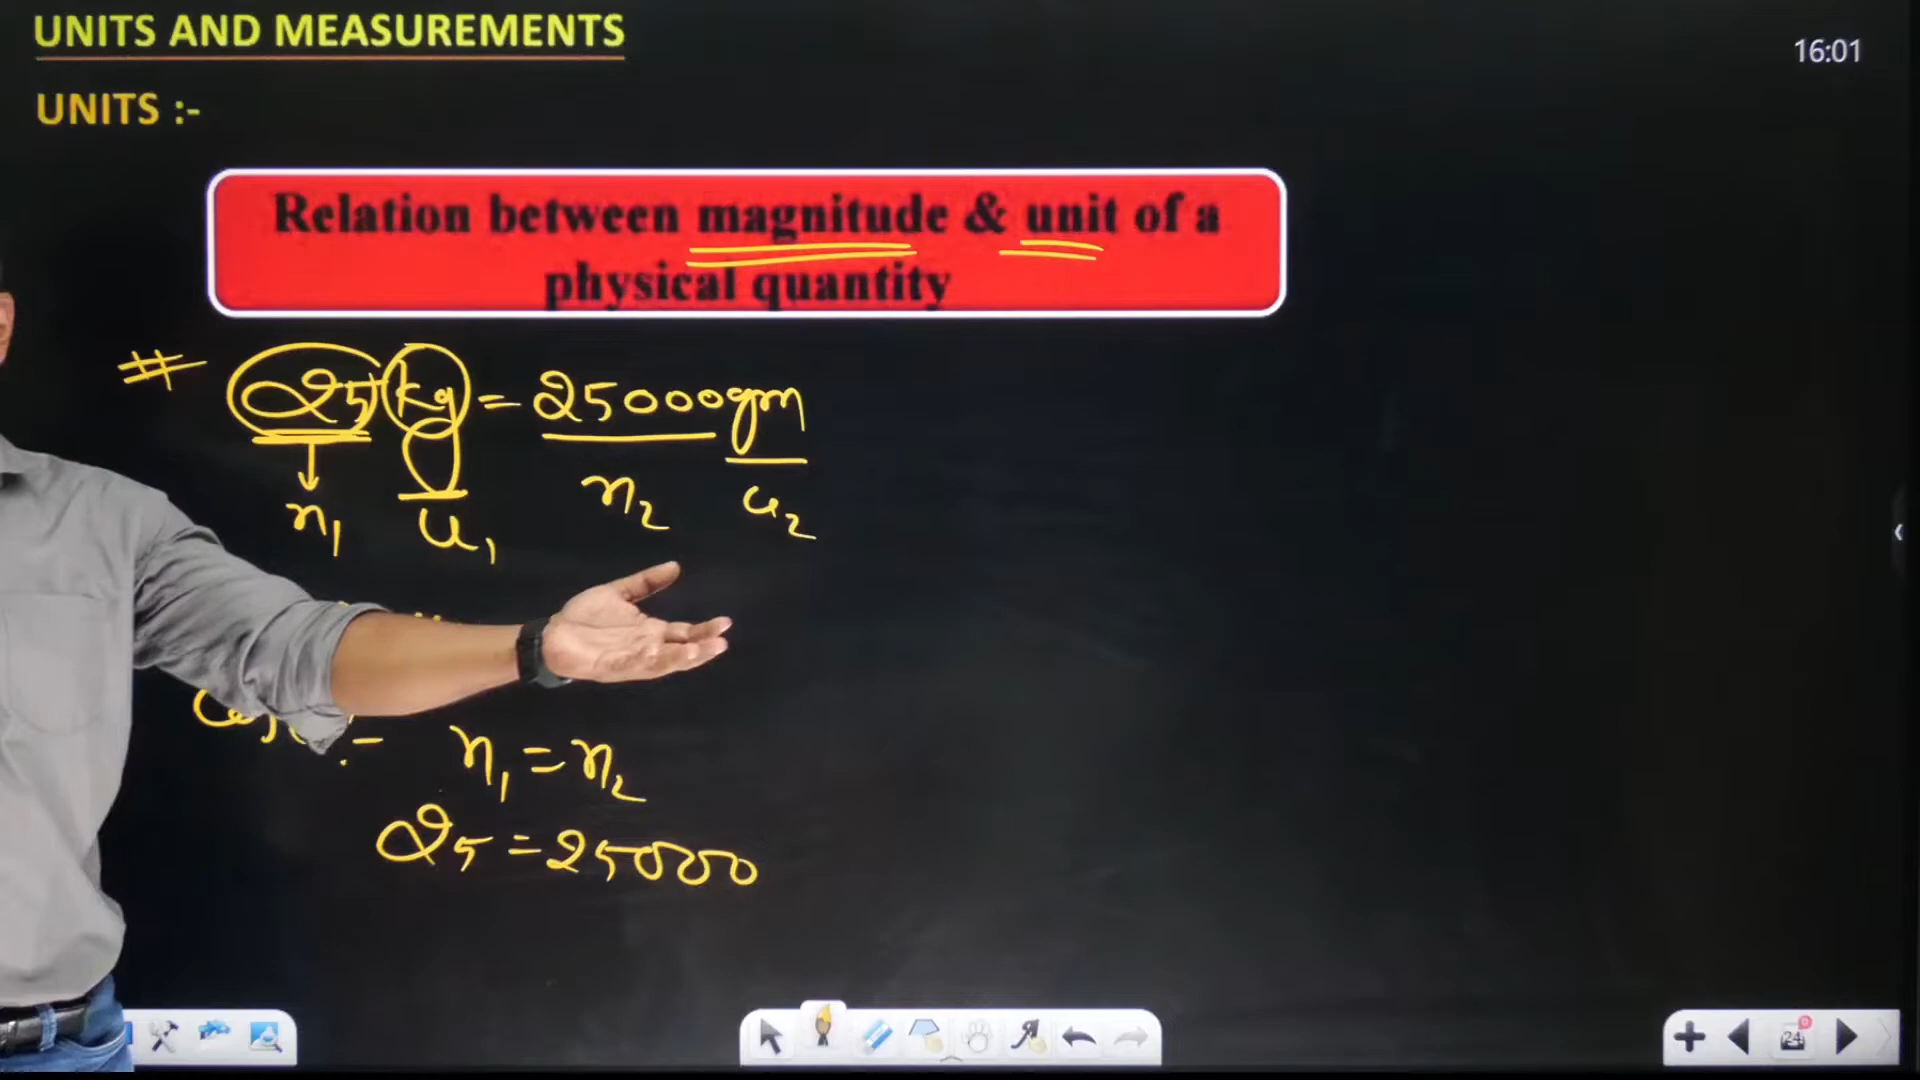 UNITS AND MEASUREMENTS
16:01
UNITS :-
Relation between magnitude & unit of a
physical quantity
# 25 kg = 25000 gm
n₁ u₁ n₂ u₂
:- n₁ = n₂
25 = 25000
24